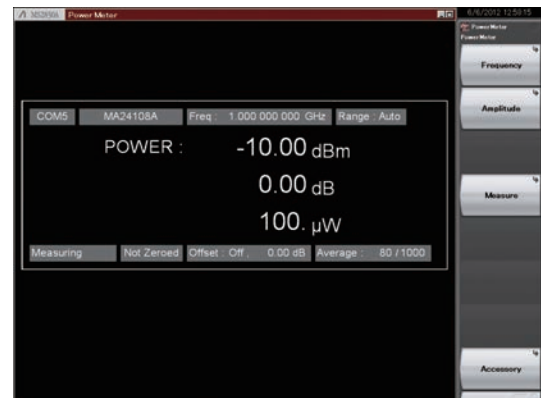 MS2690A Power Meter 6/6/2012 12:58:15
Power Meter
Power Meter
Frequency
Amplitude
COM5 MA24108A Freq : 1.000 000 000 GHz Range : Auto
POWER : -10.00 dBm
0.00 dB
Measure
100. µW
Measuring Not Zeroed Offset : Off , 0.00 dB Average : 80 / 1000
Accessory